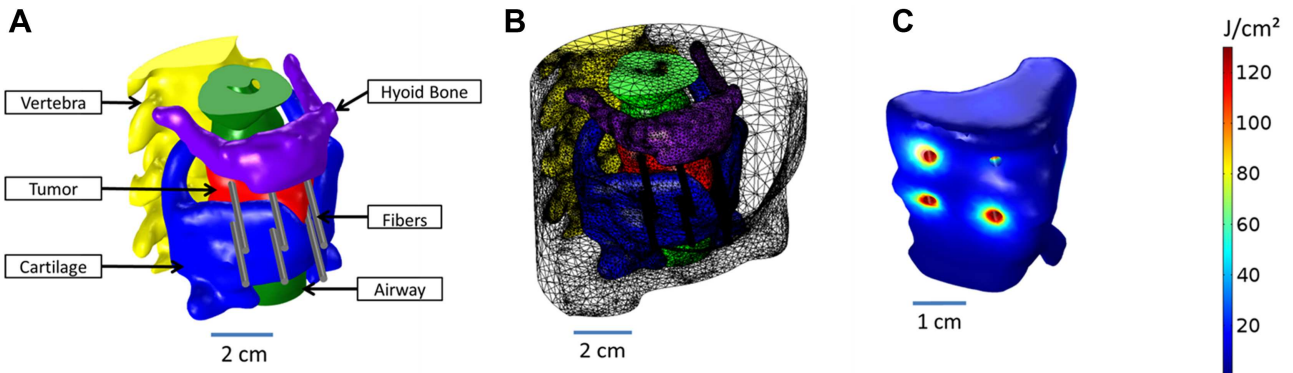 A
Vertebra
Hyoid Bone
Tumor
Fibers
Cartilage
Airway
2 cm
B
2 cm
C
J/cm²
120
100
80
60
40
20
1 cm